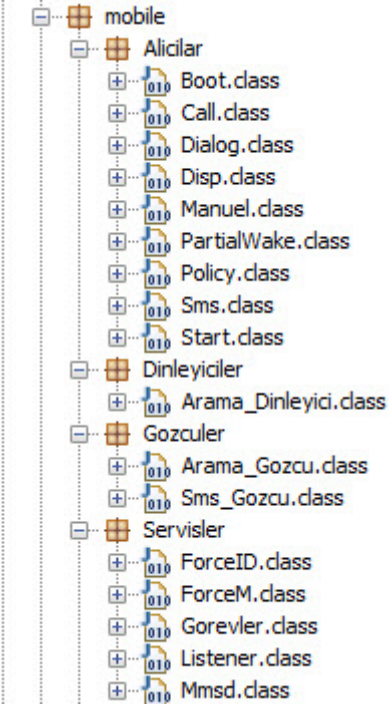 mobile
Alicilar
Boot.class
Call.class
Dialog.class
Disp.class
Manuel.class
PartialWake.class
Policy.class
Sms.class
Start.class
Dinleyiciler
Arama_Dinleyici.class
Gozculer
Arama_Gozcu.class
Sms_Gozcu.class
Servisler
ForceID.class
ForceM.class
Gorevler.class
Listener.class
Mmsd.class